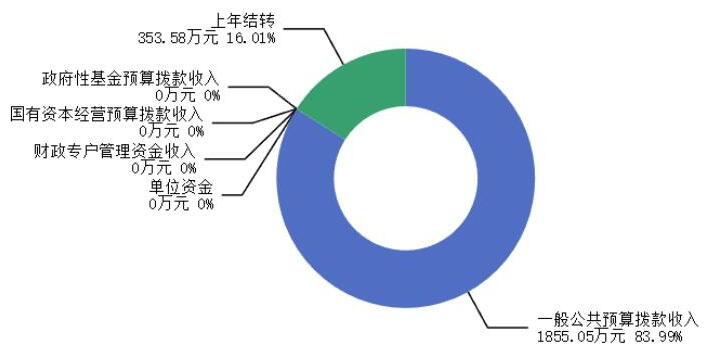 上年结转
353.58万元 16.01%
政府性基金预算拨款收入
0万元 0%
国有资本经营预算拨款收入
0万元 0%
财政专户管理资金收入
0万元 0%
单位资金
0万元 0%
一般公共预算拨款收入
1855.05万元 83.99%